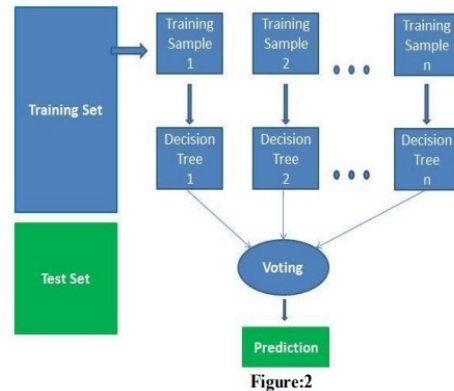 Training Set
Test Set
Training
Sample
1
Training
Sample
2
Training
Sample
n
Decision
Tree
1
Decision
Tree
2
Decision
Tree
n
Voting
Prediction
Figure:2